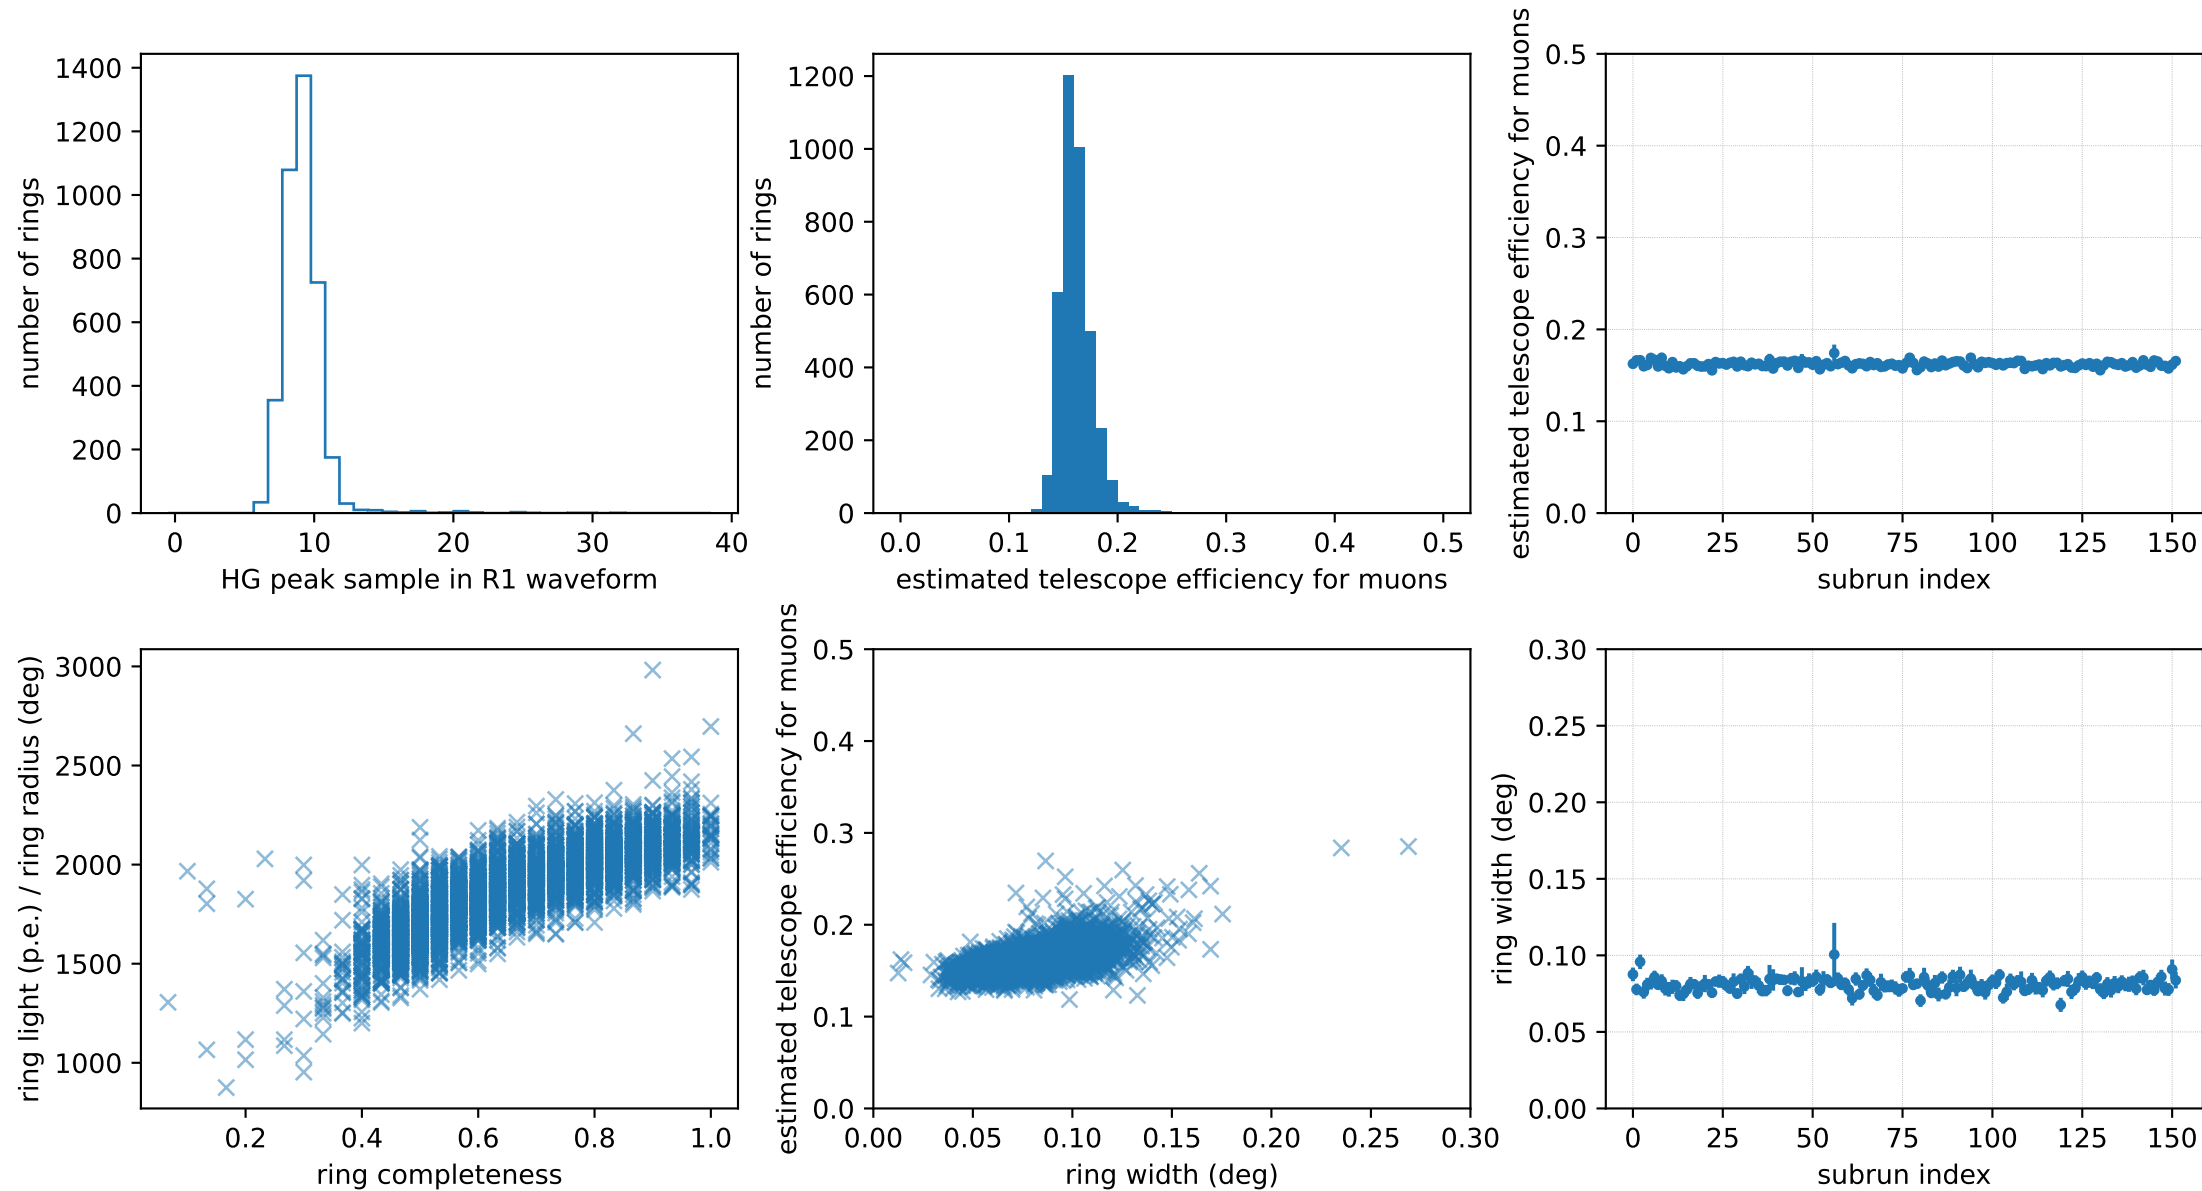 number of rings
1400
1200
1000
800
600
400
200
0
0 10 20 30 40
HG peak sample in R1 waveform
number of rings
1200
1000
800
600
400
200
0
0.0 0.1 0.2 0.3 0.4 0.5
estimated telescope efficiency for muons
estimated telescope efficiency for muons
0.5
0.4
0.3
0.2
0.1
0.0
0 25 50 75 100 125 150
subrun index
ring light (p.e.) / ring radius (deg)
3000
2500
2000
1500
1000
0.2 0.4 0.6 0.8 1.0
ring completeness
estimated telescope efficiency for muons
0.5
0.4
0.3
0.2
0.1
0.0
0.00 0.05 0.10 0.15 0.20 0.25 0.30
ring width (deg)
ring width (deg)
0.30
0.25
0.20
0.15
0.10
0.05
0.00
0 25 50 75 100 125 150
subrun index